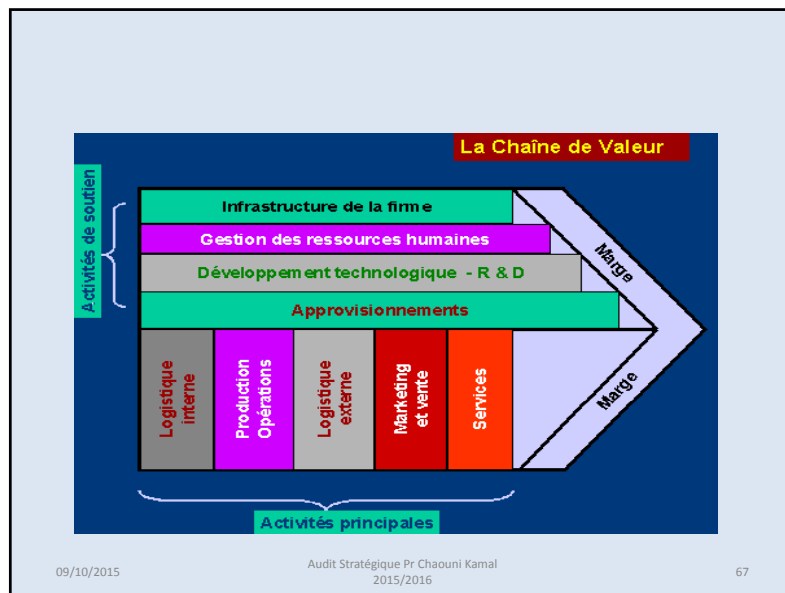 La Chaîne de Valeur
Activités de soutien
Infrastructure de la firme
Gestion des ressources humaines
Développement technologique - R & D
Approvisionnements
Marge
Logistique
interne
Production
Opérations
Logistique
externe
Marketing
et vente
Services
Marge
Activités principales
09/10/2015
Audit Stratégique Pr Chaouni Kamal
2015/2016
67